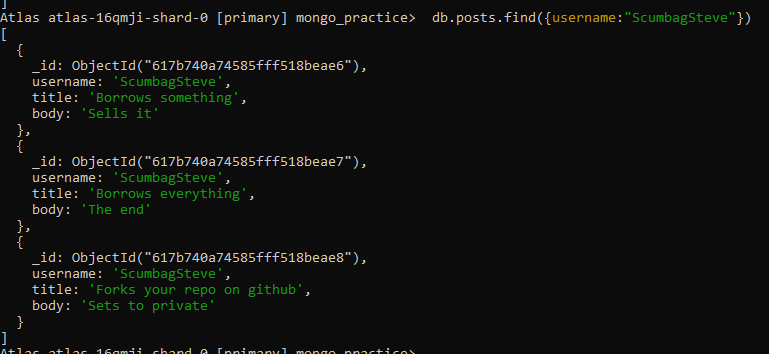 ]
Atlas atlas-16qmji-shard-0 [primary] mongo_practice> db.posts.find({username:"ScumbagSteve"})
[
  {
    _id: ObjectId("617b740a74585fff518beae6"),
    username: 'ScumbagSteve',
    title: 'Borrows something',
    body: 'Sells it'
  },
  {
    _id: ObjectId("617b740a74585fff518beae7"),
    username: 'ScumbagSteve',
    title: 'Borrows everything',
    body: 'The end'
  },
  {
    _id: ObjectId("617b740a74585fff518beae8"),
    username: 'ScumbagSteve',
    title: 'Forks your repo on github',
    body: 'Sets to private'
  }
]
Atlas atlas-16qmji-shard-0 [primary] mongo_practice>